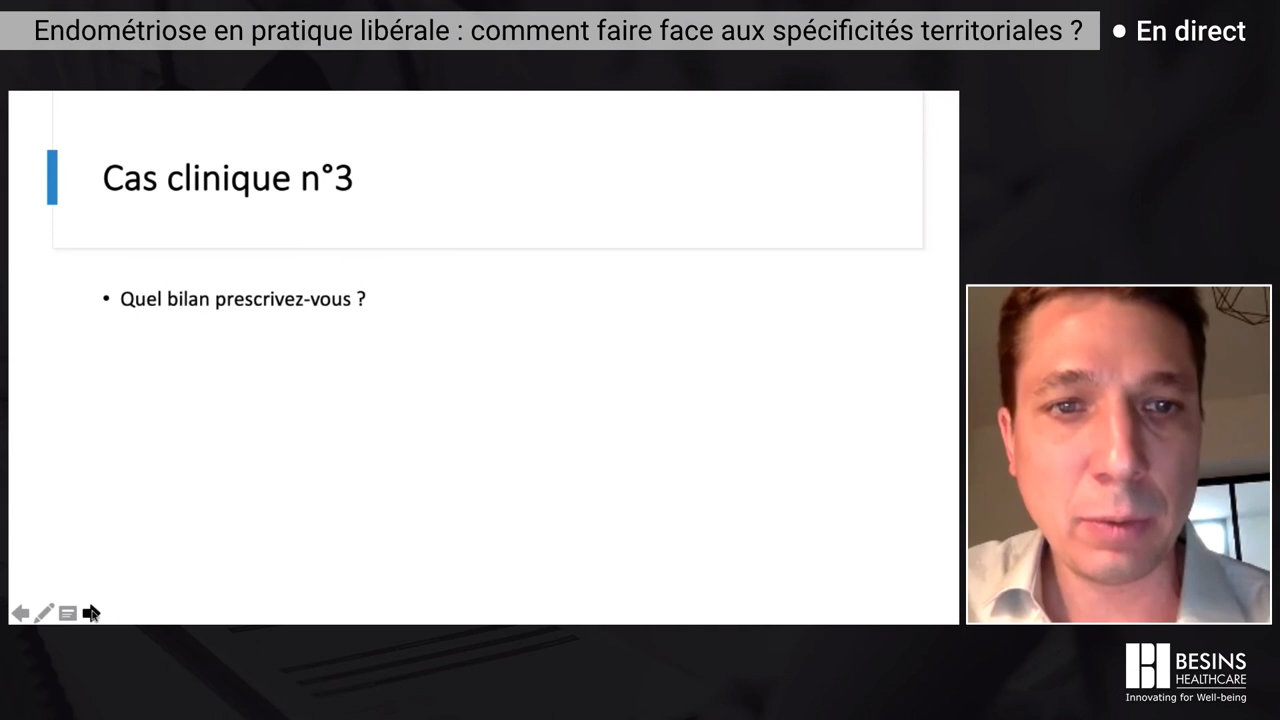 Endométriose en pratique libérale : comment faire face aux spécificités territoriales ?
En direct
Cas clinique n°3
• Quel bilan prescrivez-vous ?
BESINS
HEALTHCARE
Innovating for Well-being